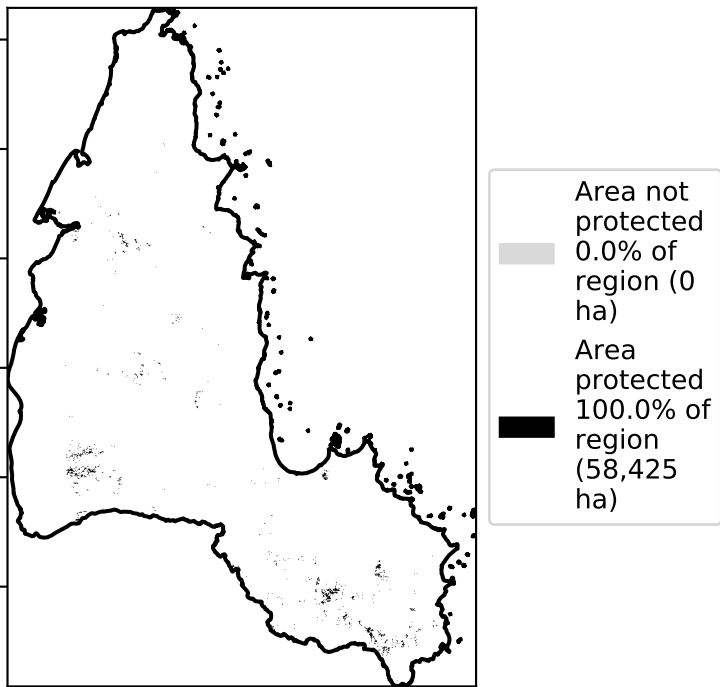 Area not
protected
0.0% of
region (0
ha)
Area
protected
100.0% of
region
(58,425
ha)